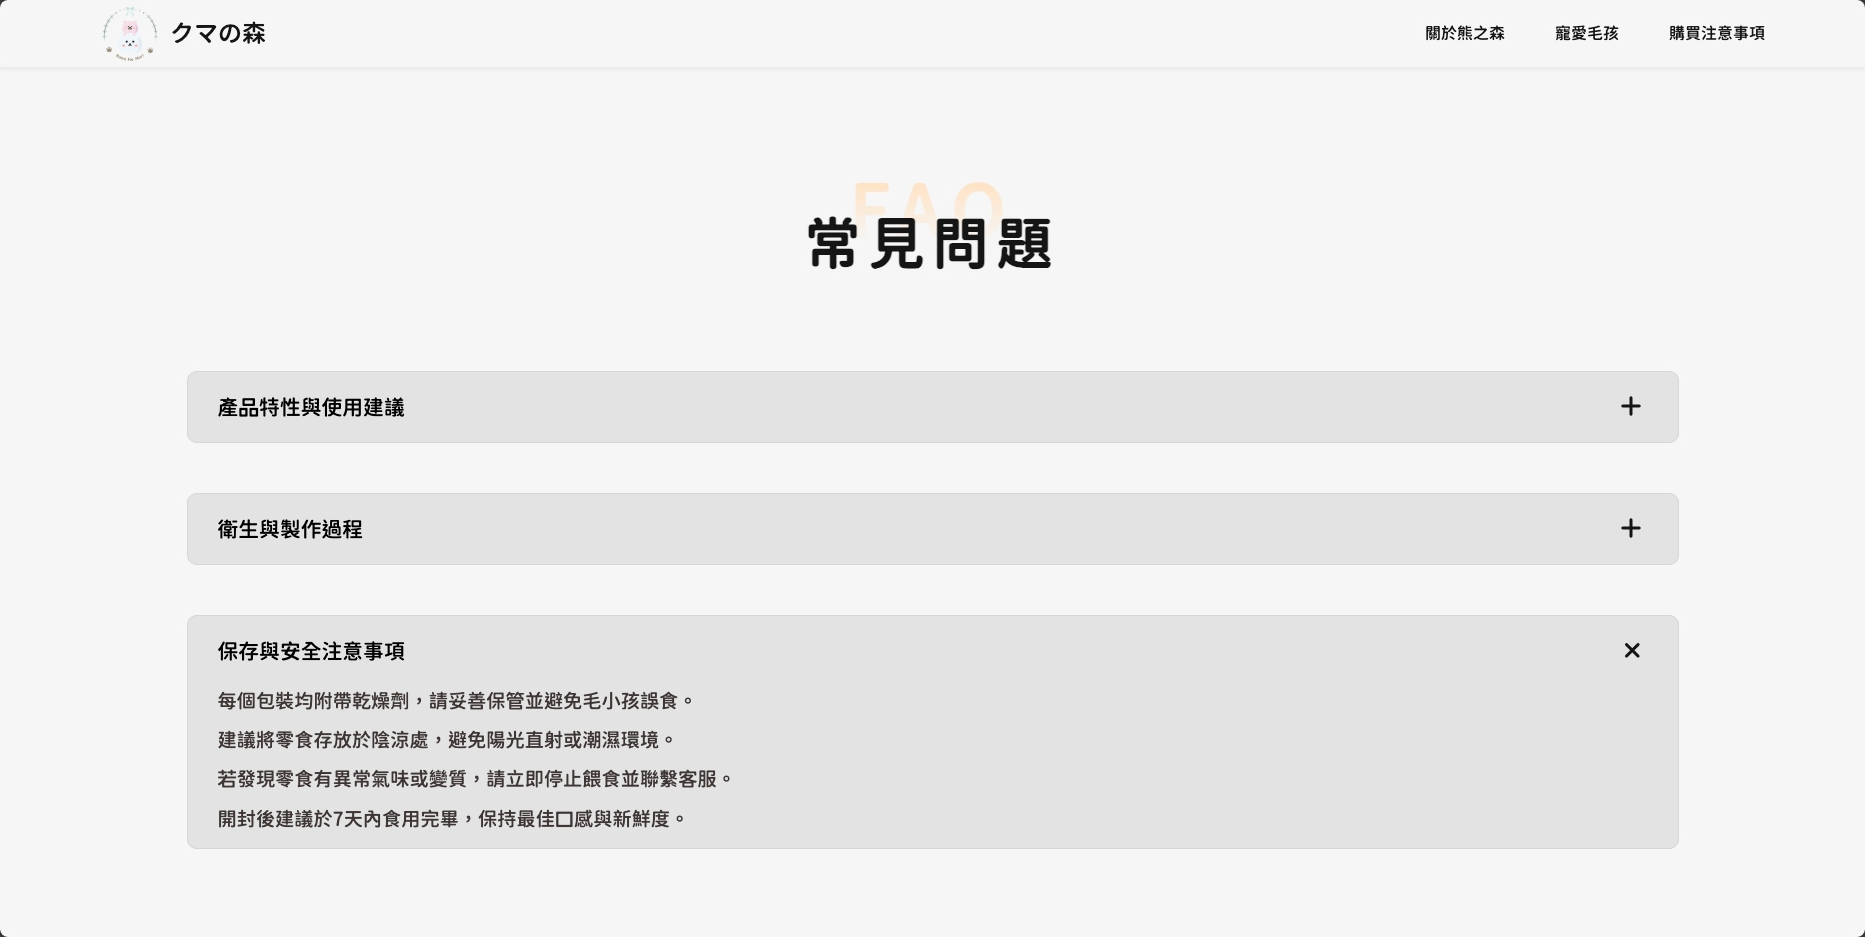 クマの森
關於熊之森
寵愛毛孩
購買注意事項
FAQ
常見問題
產品特性與使用建議
衛生與製作過程
保存與安全注意事項
每個包裝均附帶乾燥劑，請妥善保管並避免毛小孩誤食。
建議將零食存放於陰涼處，避免陽光直射或潮濕環境。
若發現零食有異常氣味或變質，請立即停止餵食並聯繫客服。
開封後建議於7天內食用完畢，保持最佳口感與新鮮度。